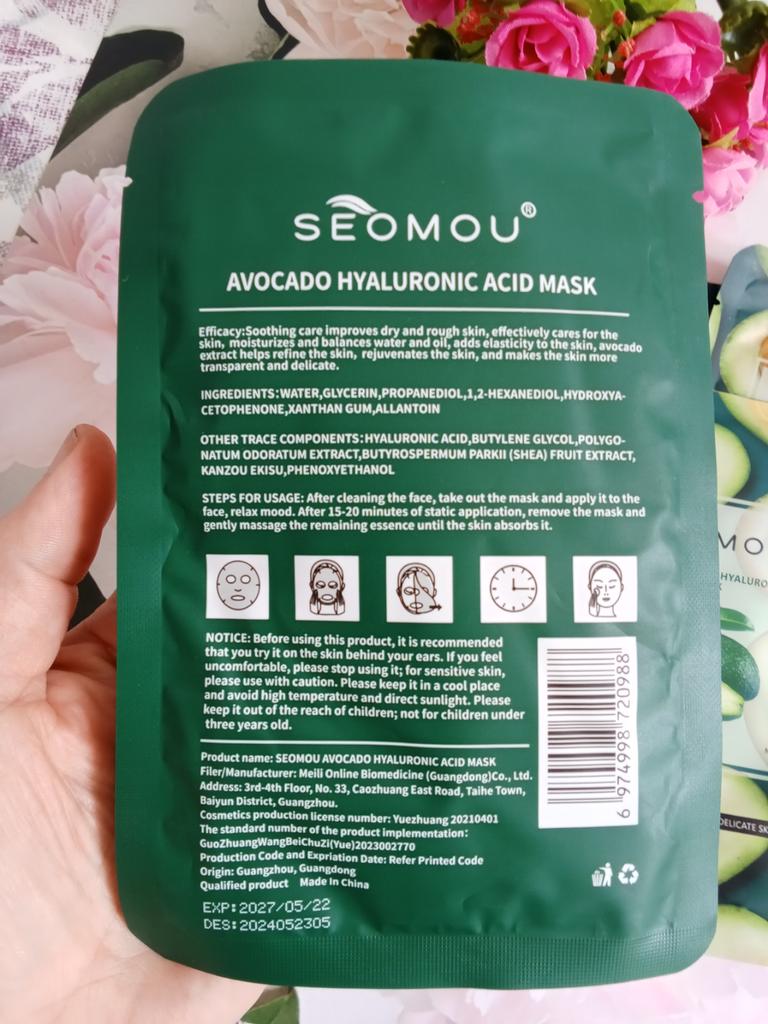 SEOMOU®
AVOCADO HYALURONIC ACID MASK
Efficacy:Soothing care improves dry and rough skin, effectively cares for the
skin, moisturizes and balances water and oil, adds elasticity to the skin, avocado
extract helps refine the skin, rejuvenates the skin, and makes the skin more
transparent and delicate.
INGREDIENTS:WATER,GLYCERIN,PROPANEDIOL,1,2-HEXANEDIOL,HYDROXYA-
CETOPHENONE,XANTHAN GUM,ALLANTOIN
OTHER TRACE COMPONENTS:HYALURONIC ACID,BUTYLENE GLYCOL,POLYGO-
NATUM ODORATUM EXTRACT,BUTYROSPERMUM PARKII (SHEA) FRUIT EXTRACT,
KANZOU EKISU,PHENOXYETHANOL
STEPS FOR USAGE: After cleaning the face, take out the mask and apply it to the
face, relax mood. After 15-20 minutes of static application, remove the mask and
gently massage the remaining essence until the skin absorbs it.
NOTICE: Before using this product, it is recommended
that you try it on the skin behind your ears. If you feel
uncomfortable, please stop using it; for sensitive skin,
please use with caution. Please keep it in a cool place
and avoid high temperature and direct sunlight. Please
keep it out of the reach of children; not for children under
three years old.
6 974998 720988
Product name: SEOMOU AVOCADO HYALURONIC ACID MASK
Filer/Manufacturer: Meili Online Biomedicine (Guangdong)Co., Ltd.
Address: 3rd-4th Floor, No. 33, Caozhuang East Road, Taihe Town,
Baiyun District, Guangzhou.
Cosmetics production license number: Yuezhuang 20210401
The standard number of the product implementation:
GuoZhuangWangBeiChuZi(Yue)2023002770
Production Code and Expriation Date: Refer Printed Code
Origin: Guangzhou, Guangdong
Qualified product Made In China
EXP:2027/05/22
DES:2024052305
MO
HYALURO
K
DELICATE SK